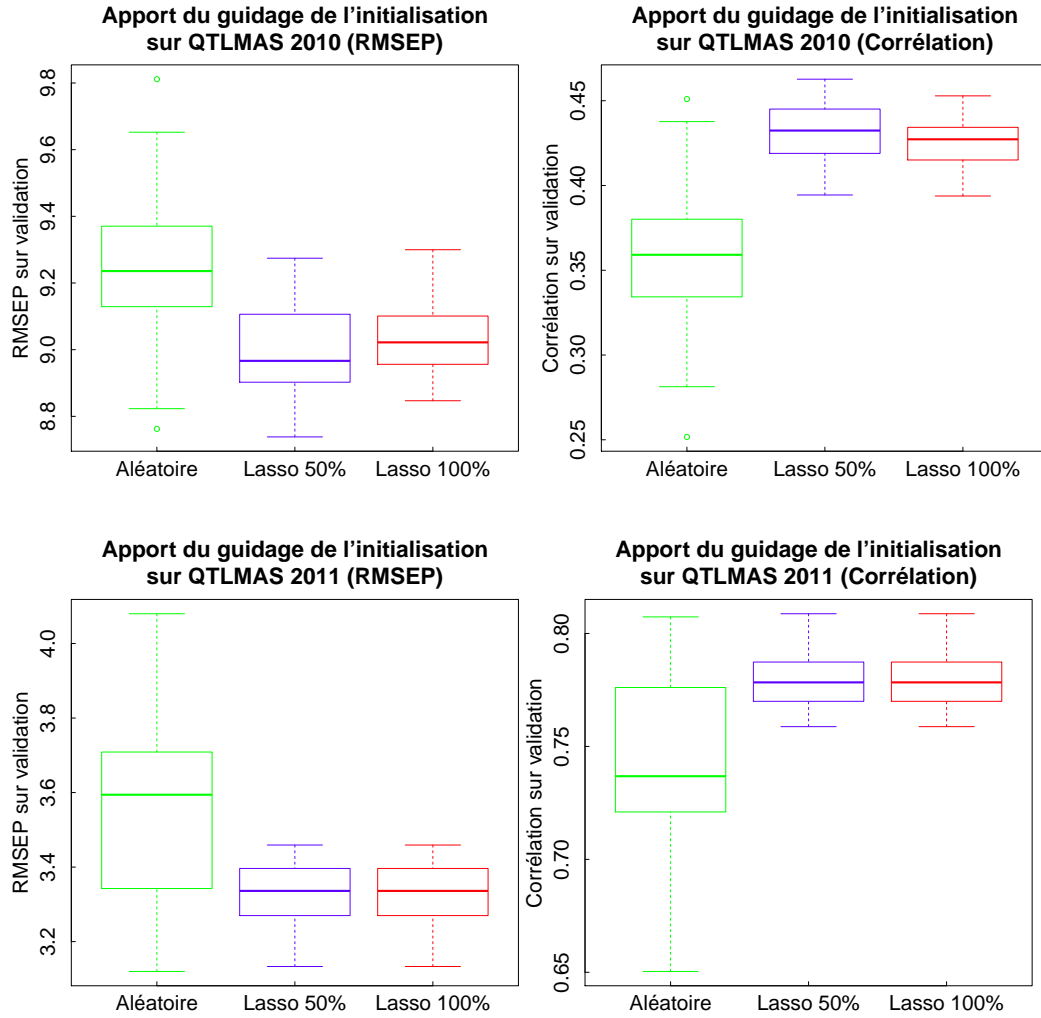 Apport du guidage de l'initialisation
sur QTLMAS 2010 (RMSEP)
RMSEP sur validation
9.8
9.6
9.4
9.2
9.0
8.8
Aléatoire Lasso 50% Lasso 100%
Apport du guidage de l'initialisation
sur QTLMAS 2010 (Corrélation)
Corrélation sur validation
0.45
0.40
0.35
0.30
0.25
Aléatoire Lasso 50% Lasso 100%
Apport du guidage de l'initialisation
sur QTLMAS 2011 (RMSEP)
RMSEP sur validation
4.0
3.8
3.6
3.4
3.2
Aléatoire Lasso 50% Lasso 100%
Apport du guidage de l'initialisation
sur QTLMAS 2011 (Corrélation)
Corrélation sur validation
0.80
0.75
0.70
0.65
Aléatoire Lasso 50% Lasso 100%